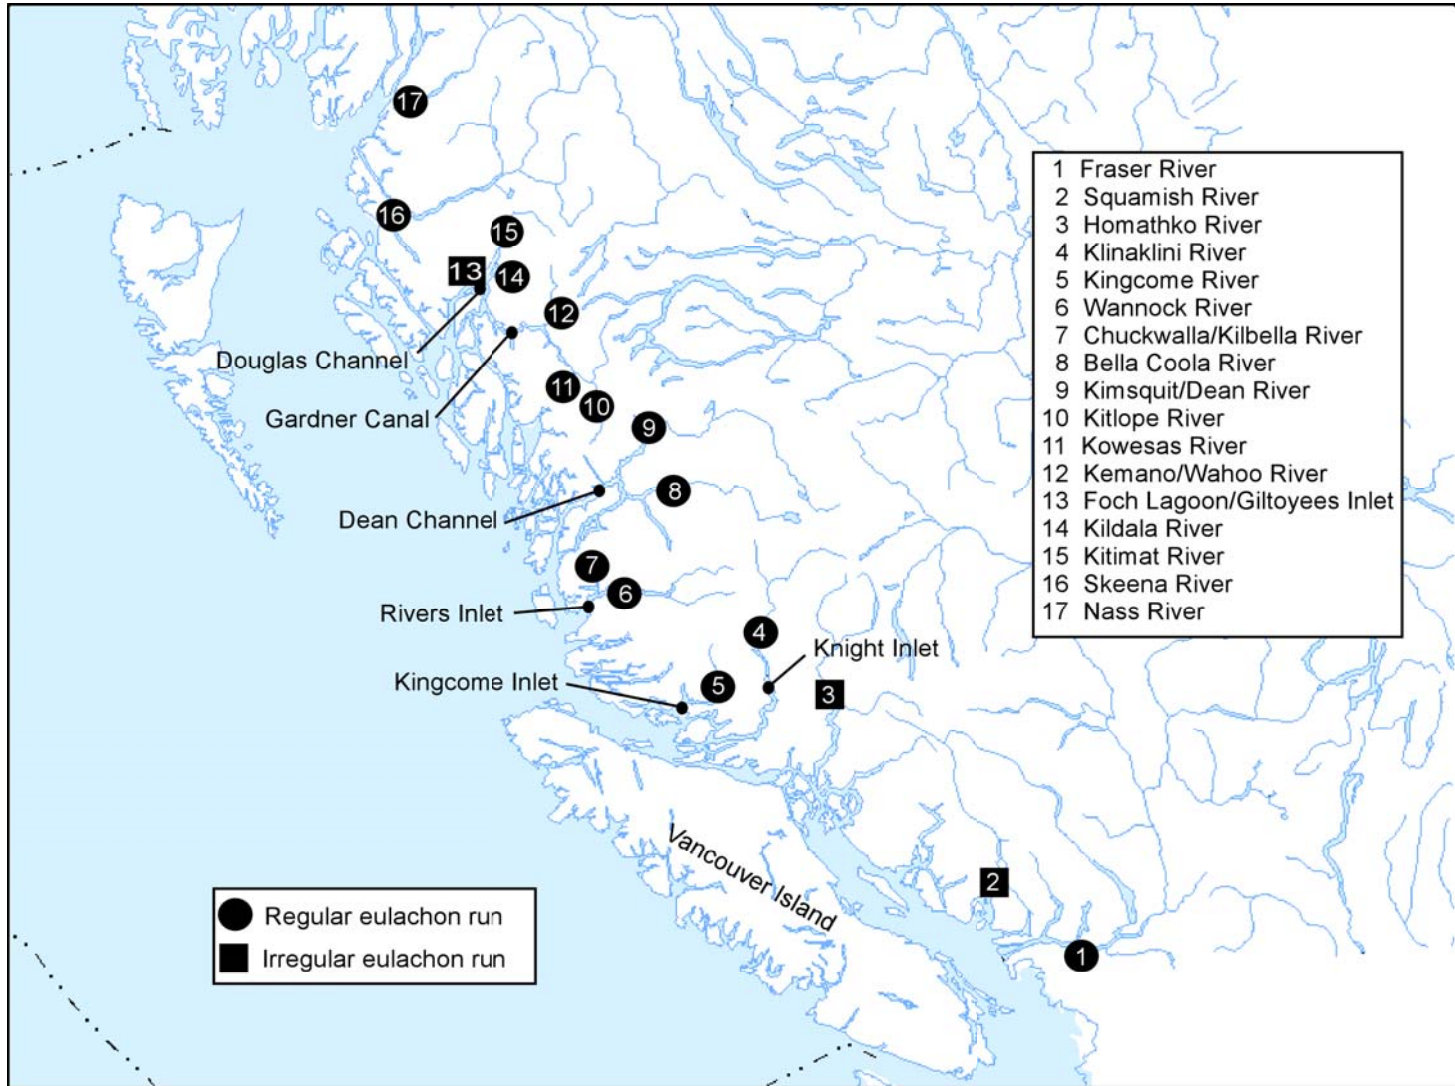 17
16
15
13
14
12
Douglas Channel
11
10
Gardner Canal
9
8
Dean Channel
7
6
Rivers Inlet
4
Knight Inlet
5
Kingcome Inlet
3
Vancouver Island
2
1
1 Fraser River
2 Squamish River
3 Homathko River
4 Klinaklini River
5 Kingcome River
6 Wannock River
7 Chuckwalla/Kilbella River
8 Bella Coola River
9 Kimsquit/Dean River
10 Kitlope River
11 Kowesas River
12 Kemano/Wahoo River
13 Foch Lagoon/Giltoyees Inlet
14 Kildala River
15 Kitimat River
16 Skeena River
17 Nass River
Regular eulachon run
Irregular eulachon run